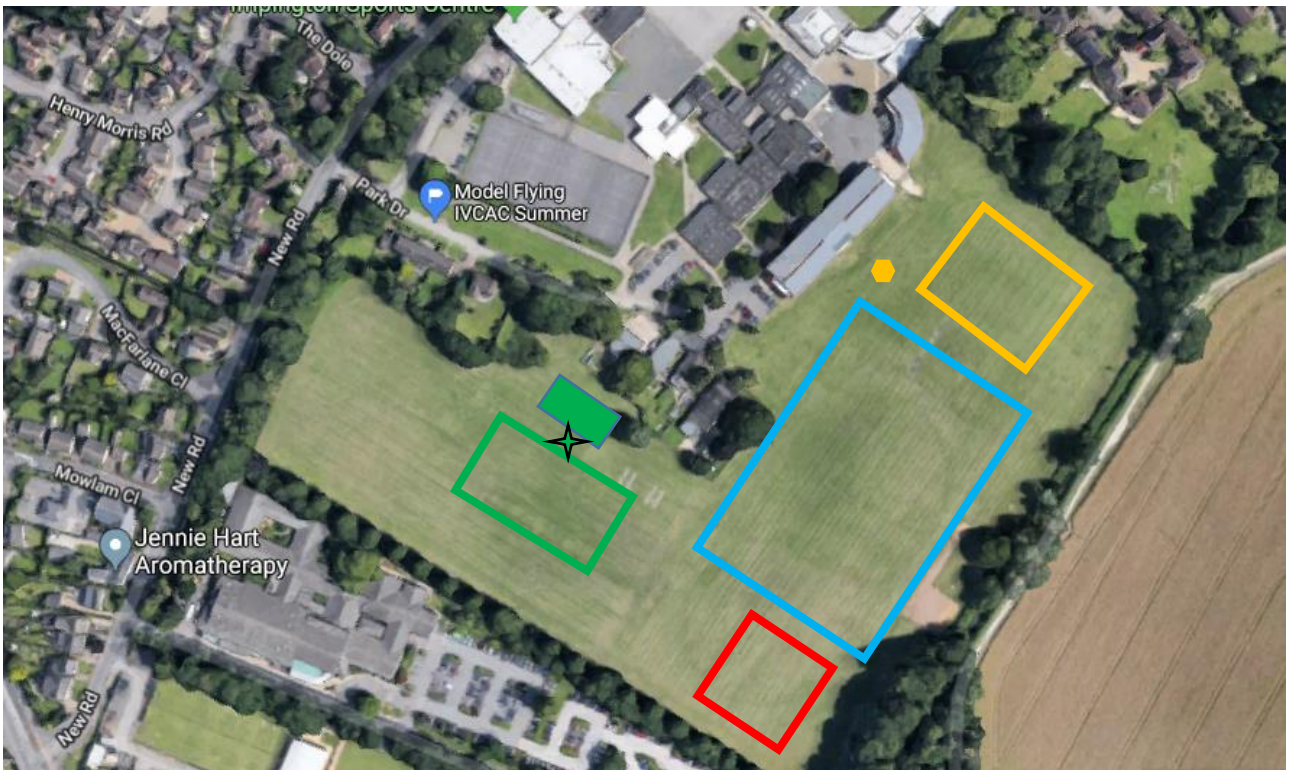 Impington Sports Centre
The Dole
Henry Morris Rd
Park Dr
Model Flying
IVCAC Summer
New Rd
MacFarlane Cl
New Rd
Mowlam Cl
Jennie Hart
Aromatherapy
New Rd